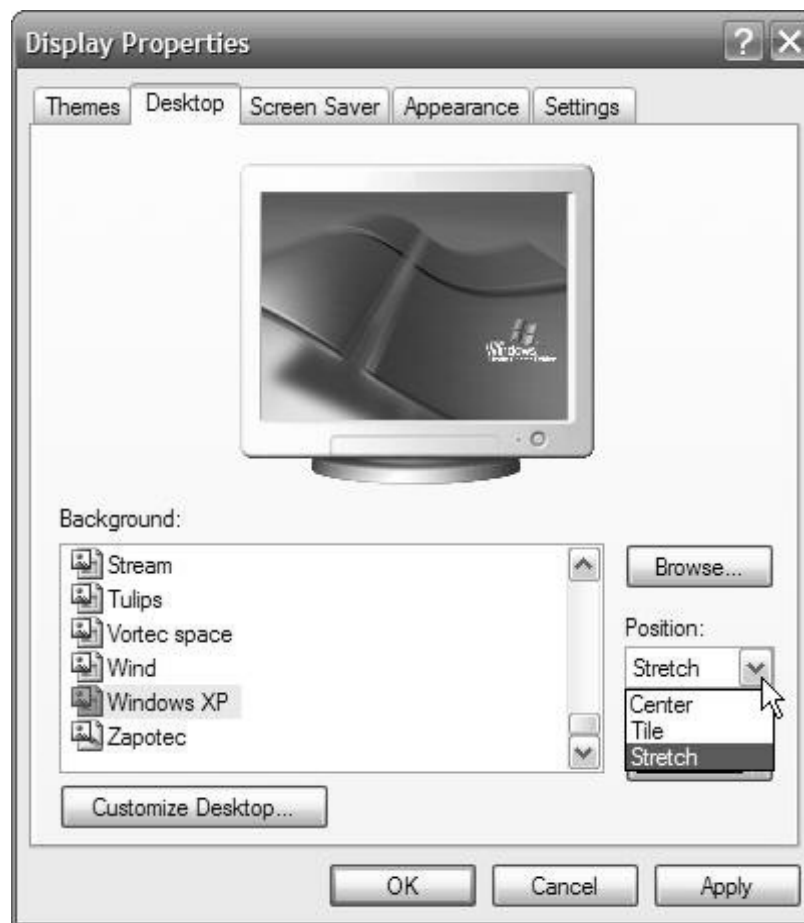 Display Properties
?
Themes Desktop Screen Saver Appearance Settings
Windows
Background:
Stream
Tulips
Vortec space
Wind
Windows XP
Zapotec
Browse...
Position:
Stretch
Center
Tile
Stretch
Customize Desktop...
OK Cancel Apply